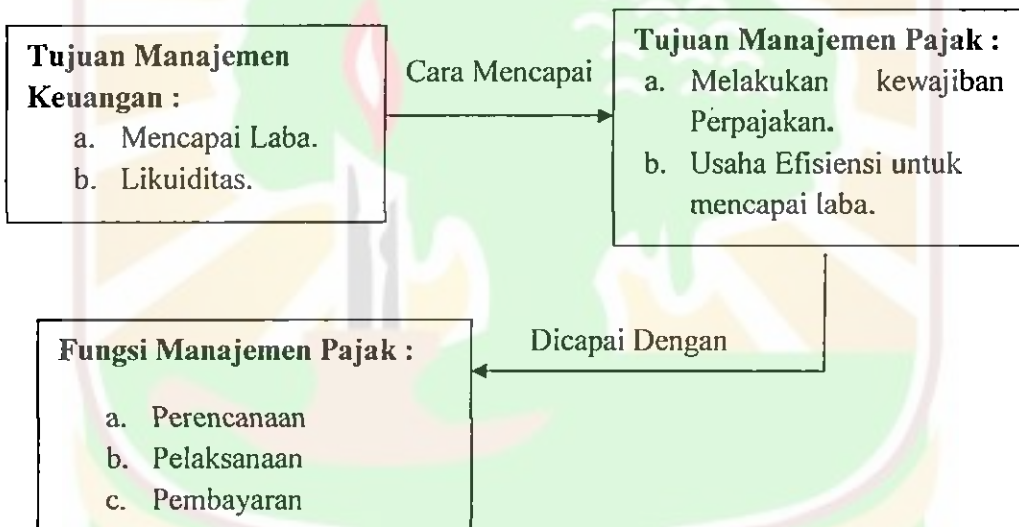 Tujuan Manajemen
Keuangan :
a. Mencapai Laba.
b. Likuiditas.
Cara Mencapai
Tujuan Manajemen Pajak :
a. Melakukan kewajiban
Perpajakan.
b. Usaha Efisiensi untuk
mencapai laba.
Dicapai Dengan
Fungsi Manajemen Pajak :
a. Perencanaan
b. Pelaksanaan
c. Pembayaran